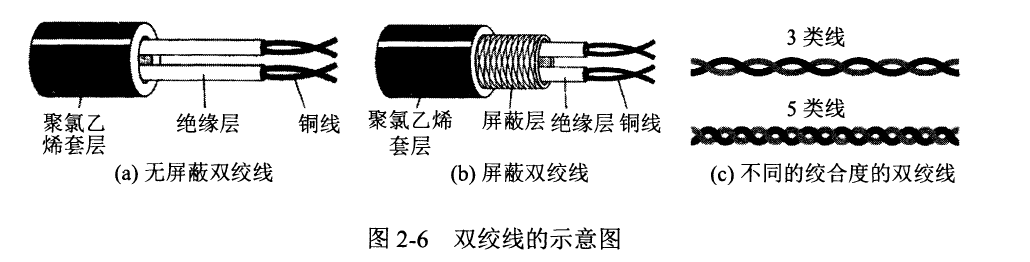 3 类线
5 类线
聚氯乙
烯套层
绝缘层
铜线
聚氯乙烯
套层
屏蔽层
绝缘层
铜线
(a) 无屏蔽双绞线
(b) 屏蔽双绞线
(c) 不同的绞合度的双绞线
图 2-6 双绞线的示意图